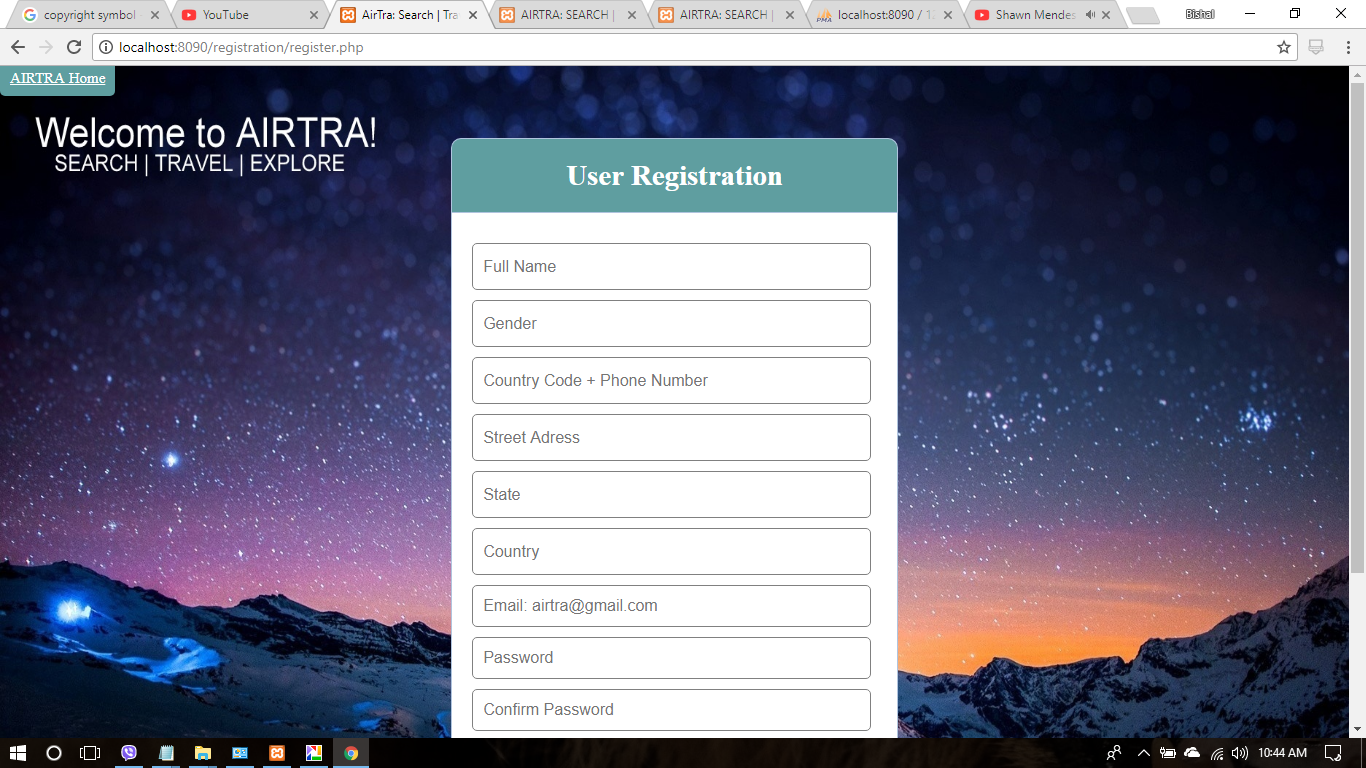 copyright symbol
YouTube
AirTra: Search | Tra
AIRTRA: SEARCH |
AIRTRA: SEARCH |
PMA
localhost:8090 / 12
Shawn Mendes
Bishal
localhost:8090/registration/register.php
AIRTRA Home
Welcome to AIRTRA!
SEARCH | TRAVEL | EXPLORE
User Registration
Full Name
Gender
Country Code + Phone Number
Street Adress
State
Country
Email: airtra@gmail.com
Password
Confirm Password
10:44 AM